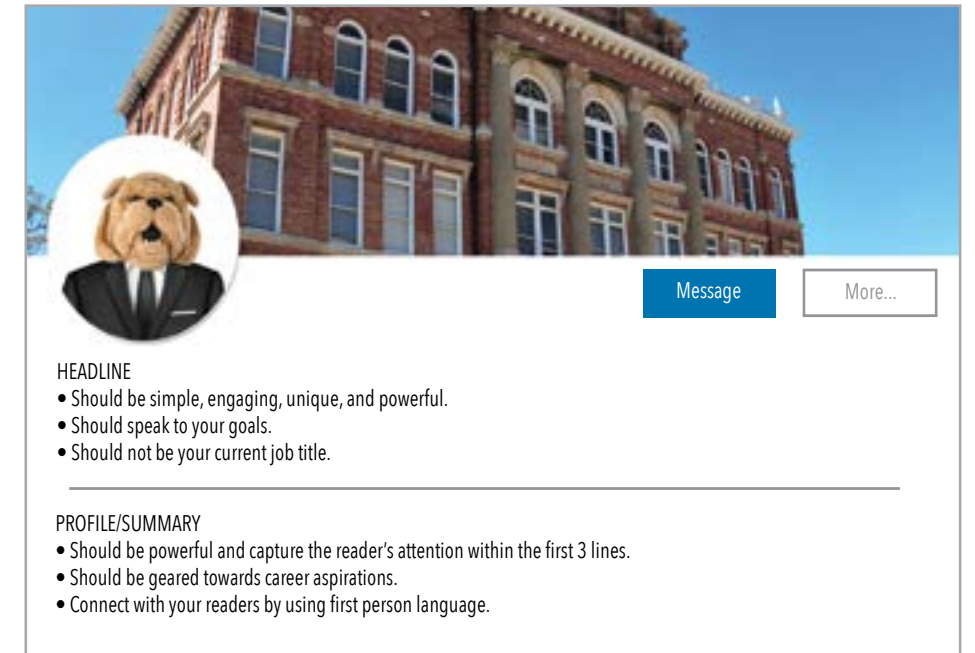 Message
More...
HEADLINE
• Should be simple, engaging, unique, and powerful.
• Should speak to your goals.
• Should not be your current job title.
PROFILE/SUMMARY
• Should be powerful and capture the reader’s attention within the first 3 lines.
• Should be geared towards career aspirations.
• Connect with your readers by using first person language.